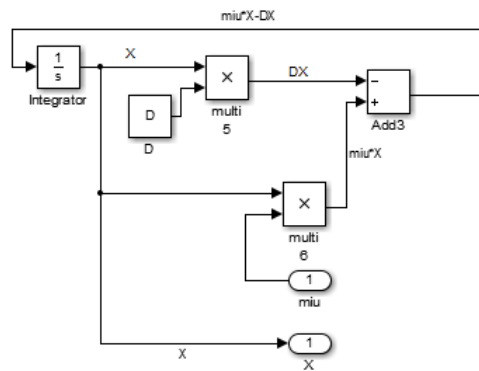 miu*X-DX
1
s
Integrator
X
D
D
×
multi
5
DX
−
+
Add3
miu*X
×
multi
6
1
miu
X
1
X